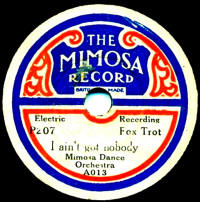 THE
MIMOSA
RECORD
BRITISH MADE
Electric Recording
P207 Fox Trot
I ain't got nobody
Mimosa Dance
Orchestra
A013